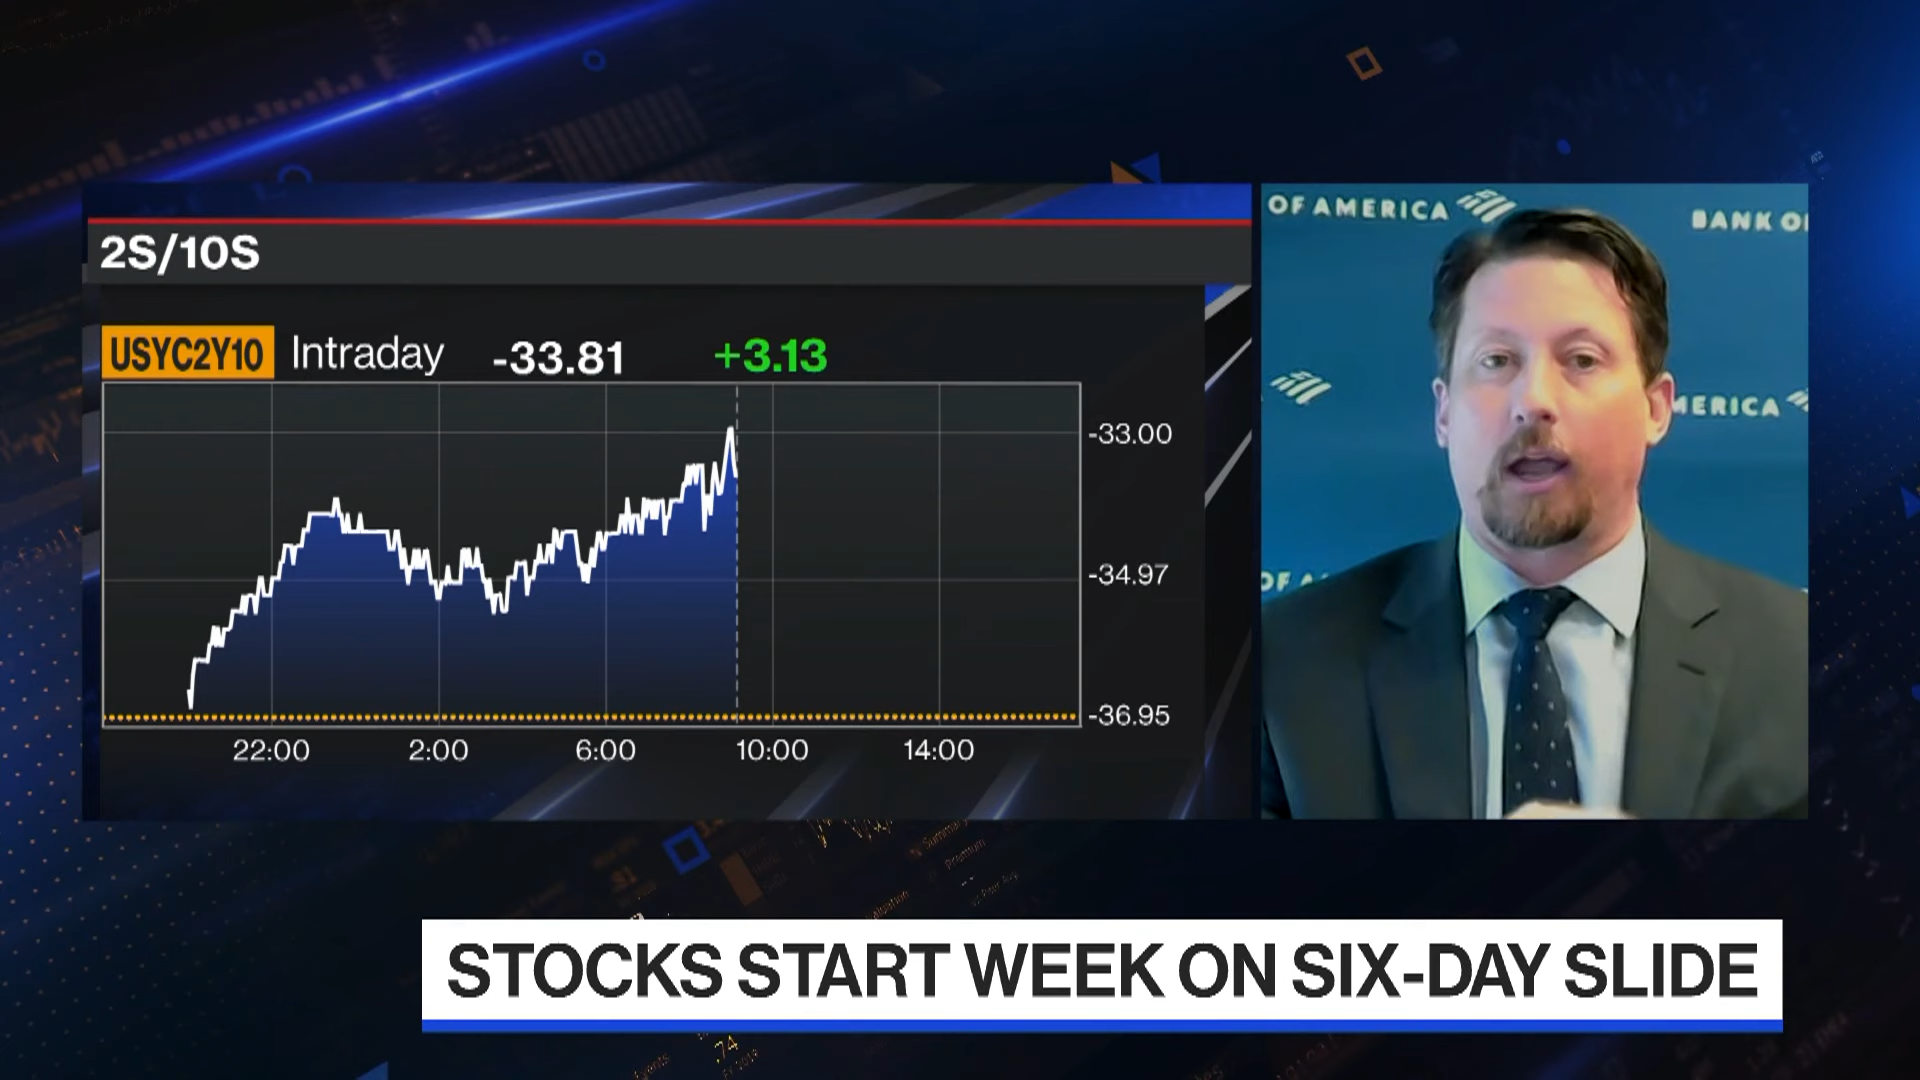 2S/10S
USYC2Y10 Intraday -33.81 +3.13
-33.00
-34.97
-36.95
22:00 2:00 6:00 10:00 14:00
OF AMERICA
BANK O
MERICA
OF A
STOCKS START WEEK ON SIX-DAY SLIDE